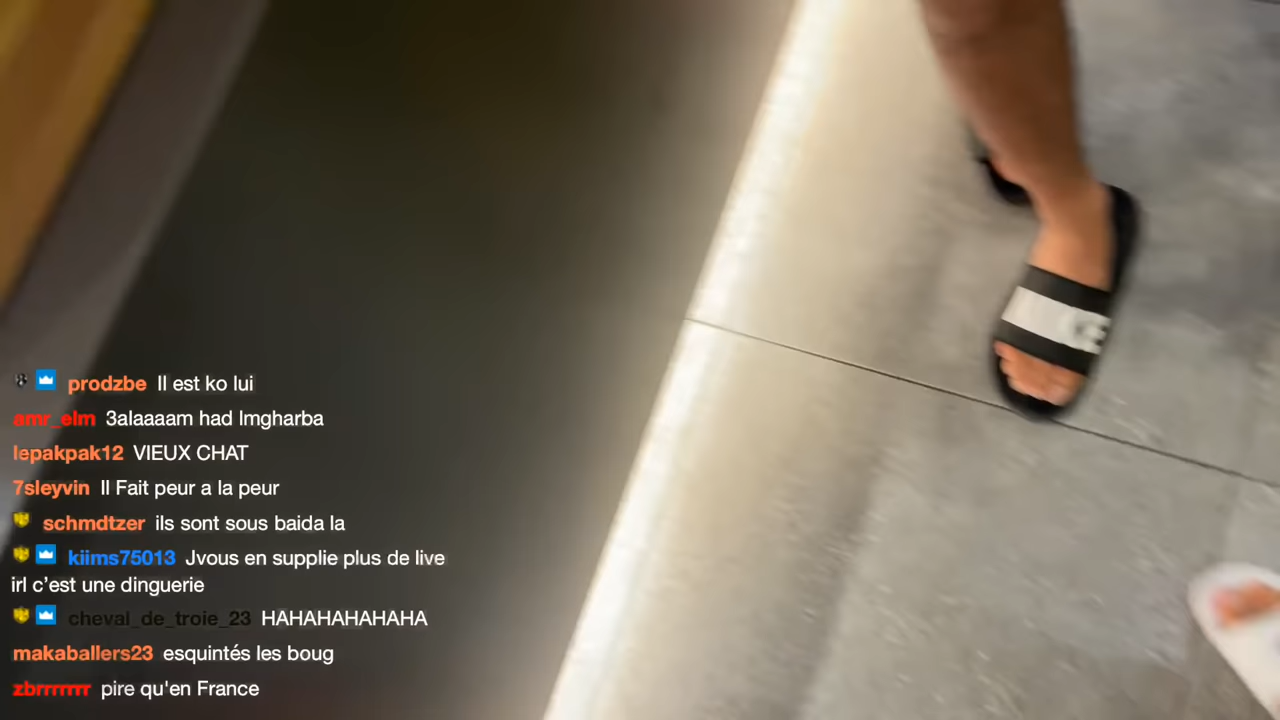 prodzbe Il est ko lui
amr_elm 3alaaaam had lmgharba
lepakpak12 VIEUX CHAT
7sleyvin Il Fait peur a la peur
schmdtzer ils sont sous baida la
kiims75013 Jvous en supplie plus de live
irl c'est une dinguerie
cheval_de_troie_23 HAHAHAHAHAHA
makaballers23 esquintés les boug
zbrrrrrrr pire qu'en France